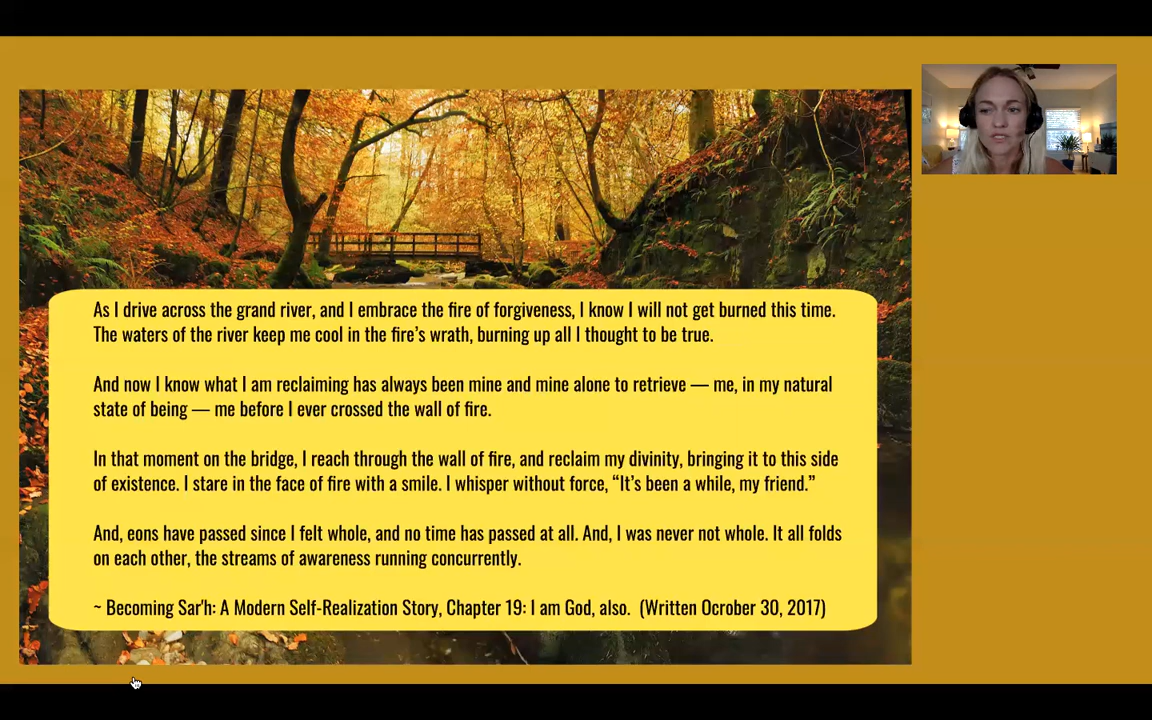 As I drive across the grand river, and I embrace the fire of forgiveness, I know I will not get burned this time.
The waters of the river keep me cool in the fire’s wrath, burning up all I thought to be true.
And now I know what I am reclaiming has always been mine and mine alone to retrieve — me, in my natural
state of being — me before I ever crossed the wall of fire.
In that moment on the bridge, I reach through the wall of fire, and reclaim my divinity, bringing it to this side
of existence. I stare in the face of fire with a smile. I whisper without force, “It’s been a while, my friend.”
And, eons have passed since I felt whole, and no time has passed at all. And, I was never not whole. It all folds
on each other, the streams of awareness running concurrently.
~ Becoming Sar'h: A Modern Self-Realization Story, Chapter 19: I am God, also. (Written Ocrober 30, 2017)